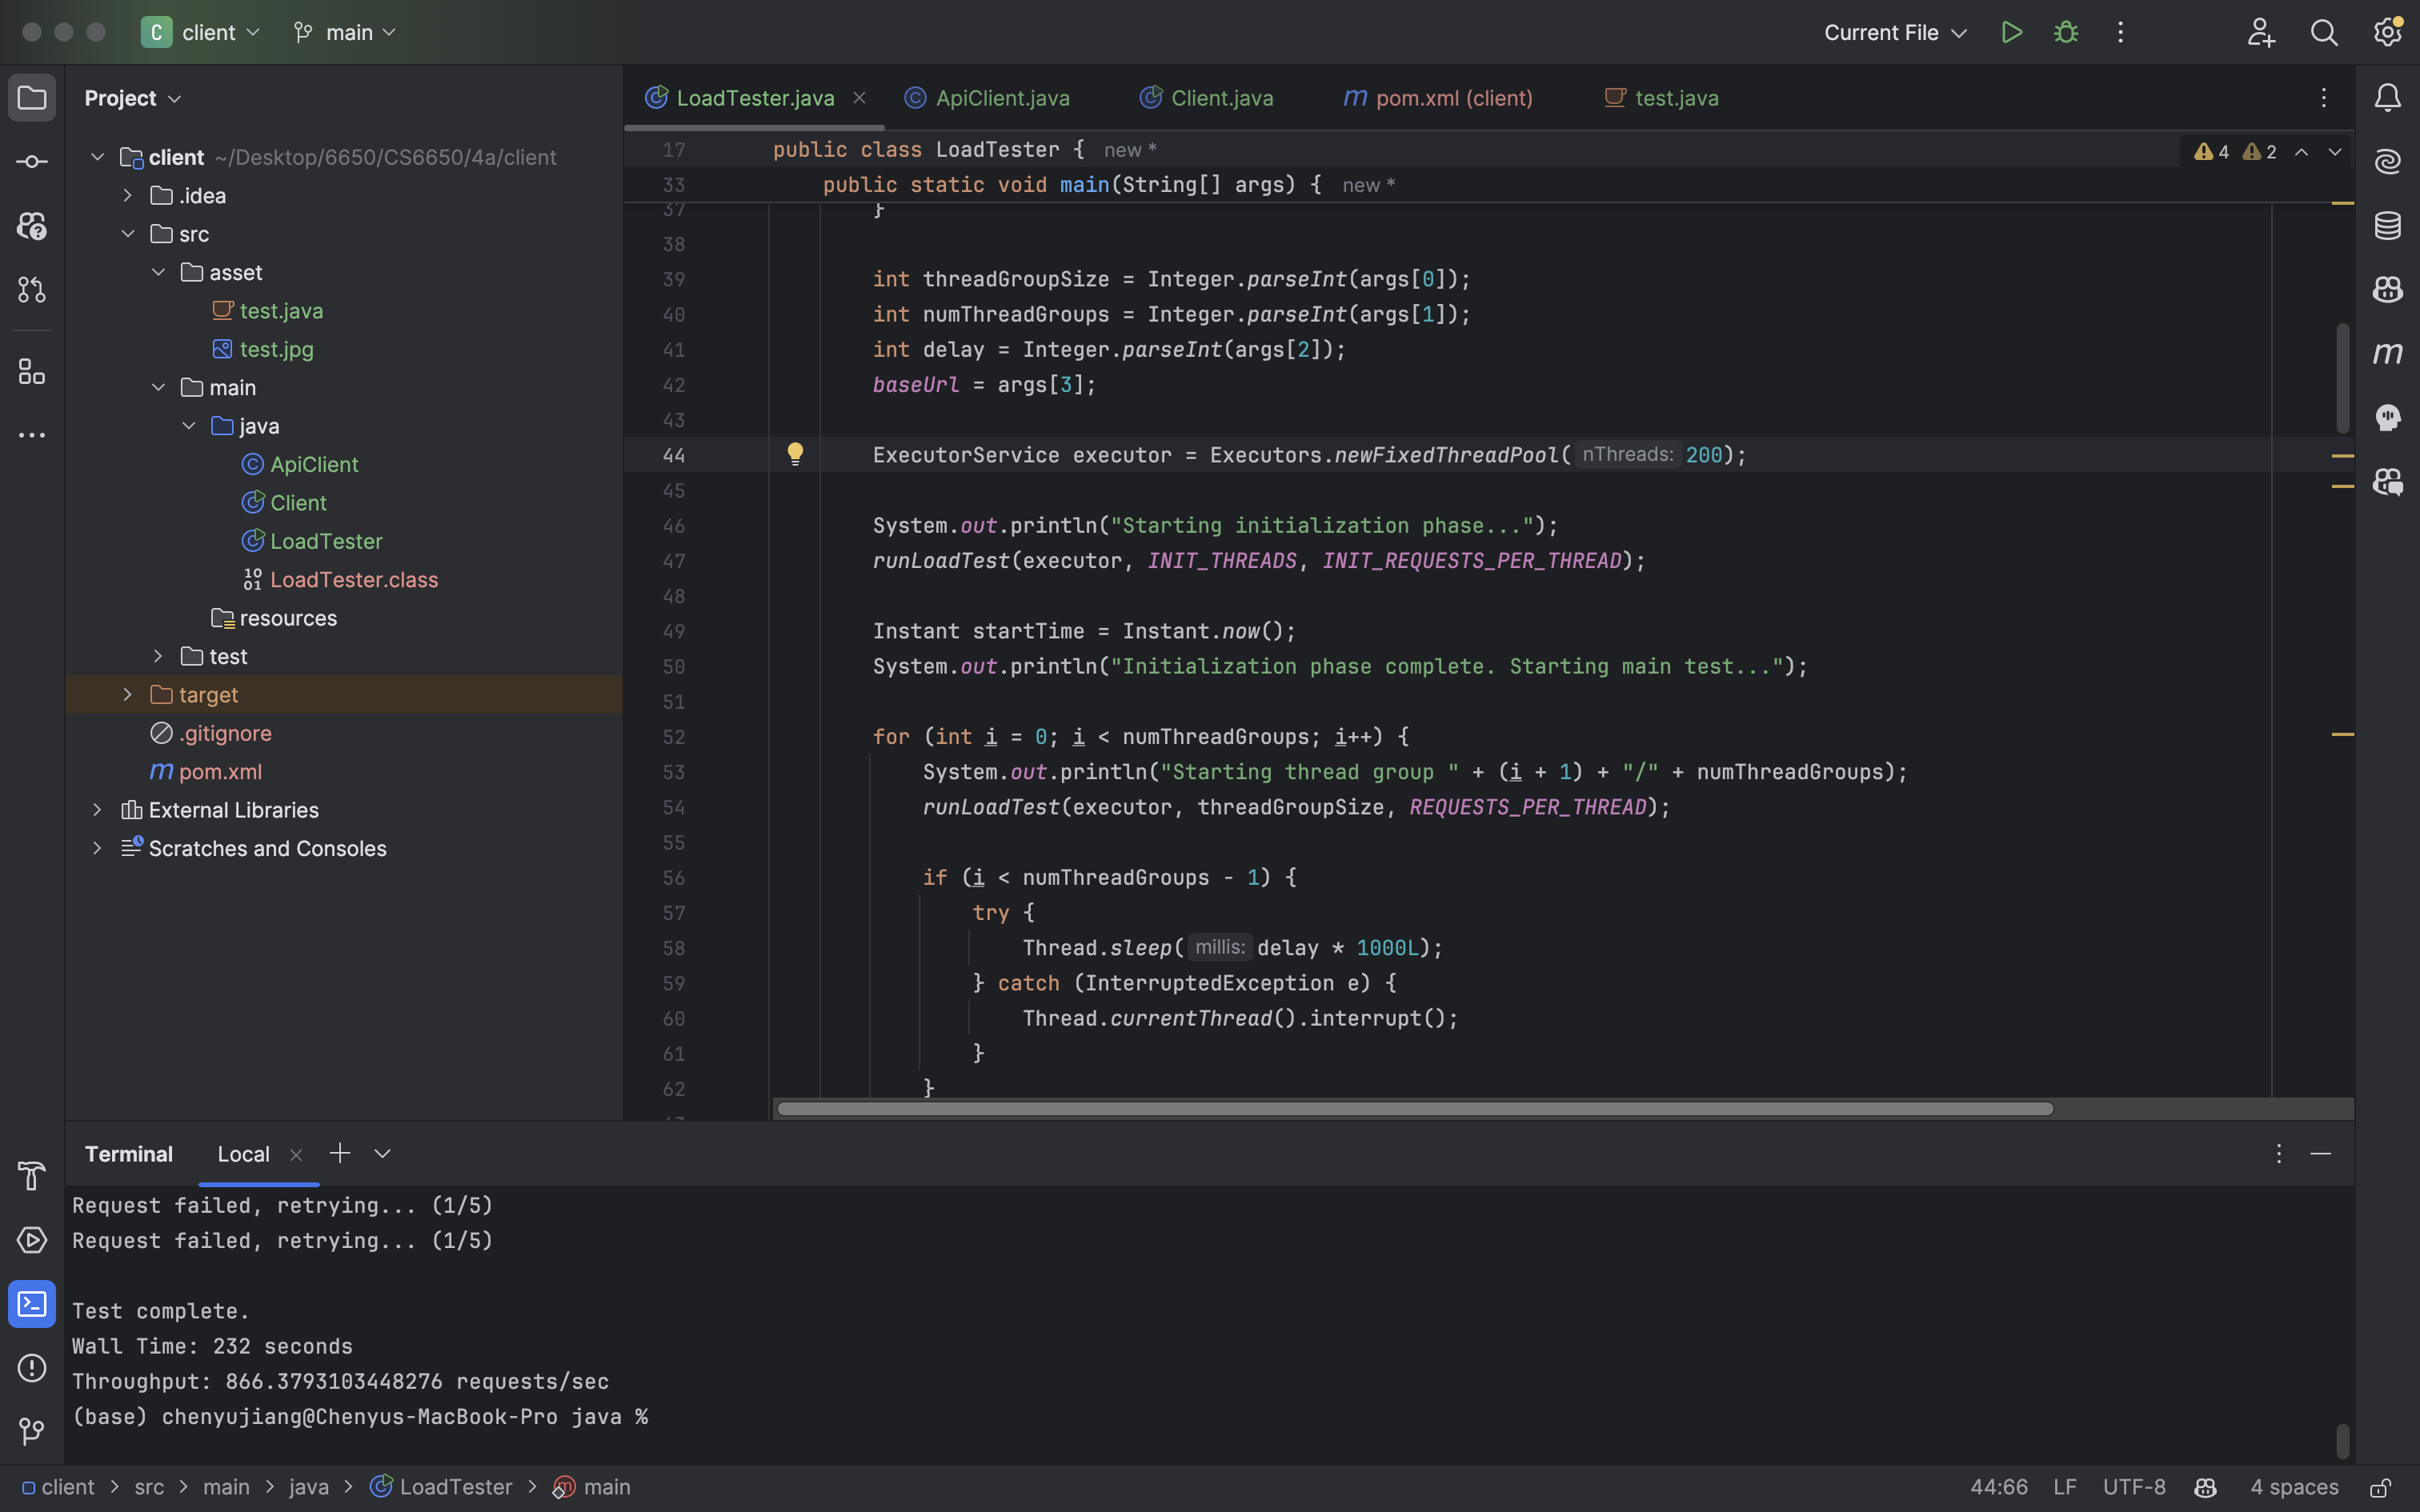 C client main Current File
Project
client ~/Desktop/6650/CS6650/4a/client
.idea
src
asset
test.java
test.jpg
main
java
ApiClient
Client
LoadTester
LoadTester.class
resources
test
target
.gitignore
m pom.xml
External Libraries
Scratches and Consoles
LoadTester.java ApiClient.java Client.java m pom.xml (client) test.java
17 public class LoadTester { new *
4 2
33 public static void main(String[] args) { new *
37 }
38
39 int threadGroupSize = Integer.parseInt(args[0]);
40 int numThreadGroups = Integer.parseInt(args[1]);
41 int delay = Integer.parseInt(args[2]);
42 baseUrl = args[3];
43
44 ExecutorService executor = Executors.newFixedThreadPool( nThreads: 200);
45
46 System.out.println("Starting initialization phase...");
47 runLoadTest(executor, INIT_THREADS, INIT_REQUESTS_PER_THREAD);
48
49 Instant startTime = Instant.now();
50 System.out.println("Initialization phase complete. Starting main test...");
51
52 for (int i = 0; i < numThreadGroups; i++) {
53 System.out.println("Starting thread group " + (i + 1) + "/" + numThreadGroups);
54 runLoadTest(executor, threadGroupSize, REQUESTS_PER_THREAD);
55
56 if (i < numThreadGroups - 1) {
57 try {
58 Thread.sleep( millis: delay * 1000L);
59 } catch (InterruptedException e) {
60 Thread.currentThread().interrupt();
61 }
62 }
Terminal Local
Request failed, retrying... (1/5)
Request failed, retrying... (1/5)
Test complete.
Wall Time: 232 seconds
Throughput: 866.3793103448276 requests/sec
(base) chenyujiang@Chenyus-MacBook-Pro java %
client > src > main > java > LoadTester > main
44:66 LF UTF-8 4 spaces